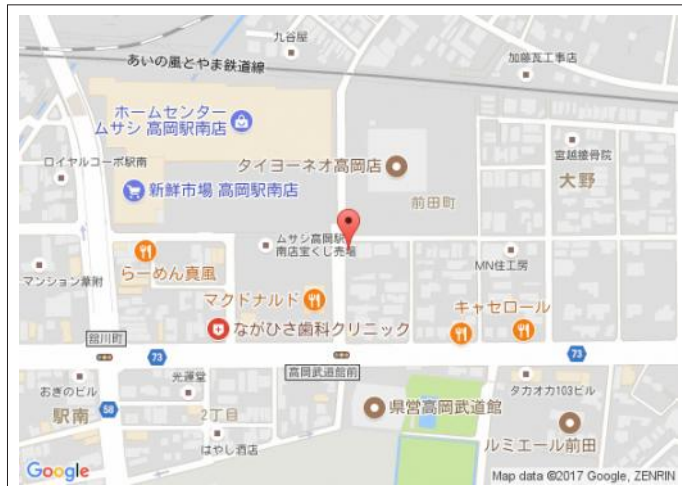 九谷屋
加藤瓦工事店
あいの風とやま鉄道線
ホームセンター
ムサシ 高岡駅南店
宮越接骨院
ロイヤルコーポ駅南
タイヨーネオ高岡店
大野
新鮮市場 高岡駅南店
前田町
ムサシ高岡駅
南店宝くじ売場
MN住工房
らーめん真風
マンション華附
マクドナルド
キャセロール
ながひさ歯科クリニック
鐚川町
73
73
高岡武道館前
おぎのビル
光運堂
タカオカ103ビル
駅南
58
2丁目
県営高岡武道館
はやし酒店
ルミエール前田
Google
Map data ©2017 Google, ZENRIN